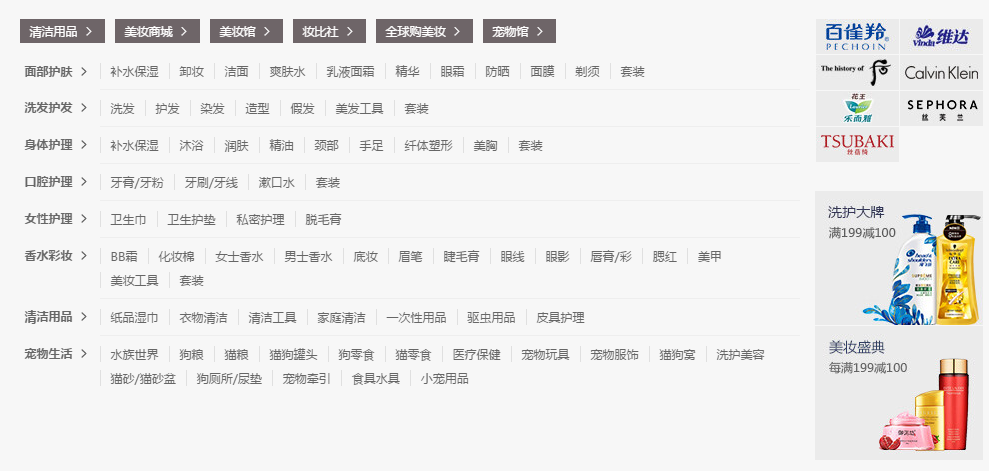 清洁用品 > 美妆商城 > 美妆馆 > 妆比社 > 全球购美妆 > 宠物馆 >
面部护肤 > 补水保湿 卸妆 洁面 爽肤水 乳液面霜 精华 眼霜 防晒 面膜 剃须 套装
洗发护发 > 洗发 护发 染发 造型 假发 美发工具 套装
身体护理 > 补水保湿 沐浴 润肤 精油 颈部 手足 纤体塑形 美胸 套装
口腔护理 > 牙膏/牙粉 牙刷/牙线 漱口水 套装
女性护理 > 卫生巾 卫生护垫 私密护理 脱毛膏
香水彩妆 > BB霜 化妆棉 女士香水 男士香水 底妆 眉笔 睫毛膏 眼线 眼影 唇膏/彩 腮红 美甲
美妆工具 套装
清洁用品 > 纸品湿巾 衣物清洁 清洁工具 家庭清洁 一次性用品 驱虫用品 皮具护理
宠物生活 > 水族世界 狗粮 猫粮 猫狗罐头 狗零食 猫零食 医疗保健 宠物玩具 宠物服饰 猫狗窝 洗护美容
猫砂/猫砂盆 狗厕所/尿垫 宠物牵引 食具水具 小宠用品
百雀羚
PECHOIN
Vinda 维达
The history of 后
Calvin Klein
花王
Laurier
乐而雅
SEPHORA
丝芙兰
TSUBAKI
丝蓓绮
洗护大牌
满199减100
head & shoulders
美妆盛典
每满199减100